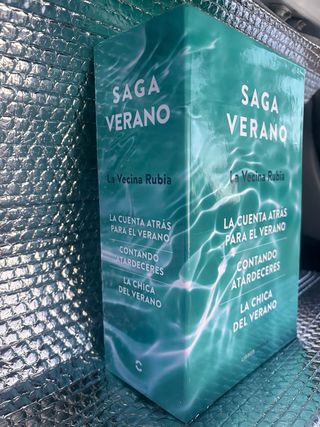 SAGA
VERANO
La Vecina Rubia
LA CUENTA ATRÁS
PARA EL VERANO
CONTANDO
ATARDECERES
LA CHICA
DEL VERANO
SAGA
VERANO
La Vecina Rubia
LA CUENTA ATRÁS
PARA EL VERANO
CONTANDO
ATARDECERES
LA CHICA
DEL VERANO